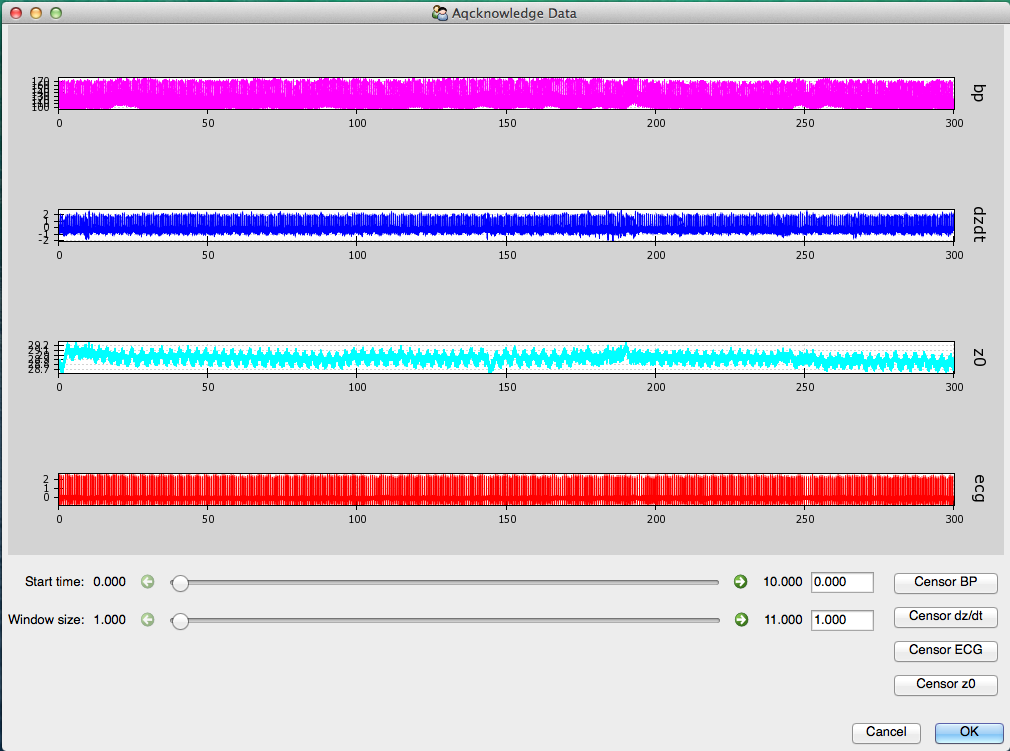 Aqcknowledge Data
170
100
bp
0 50 100 150 200 250 300
2
1
0
-1
-2
dzdt
0 50 100 150 200 250 300
29.2
28.7
z0
0 50 100 150 200 250 300
2
1
0
ecg
0 50 100 150 200 250 300
Start time: 0.000 10.000 0.000 Censor BP
Window size: 1.000 11.000 1.000 Censor dz/dt
Censor ECG
Censor z0
Cancel OK